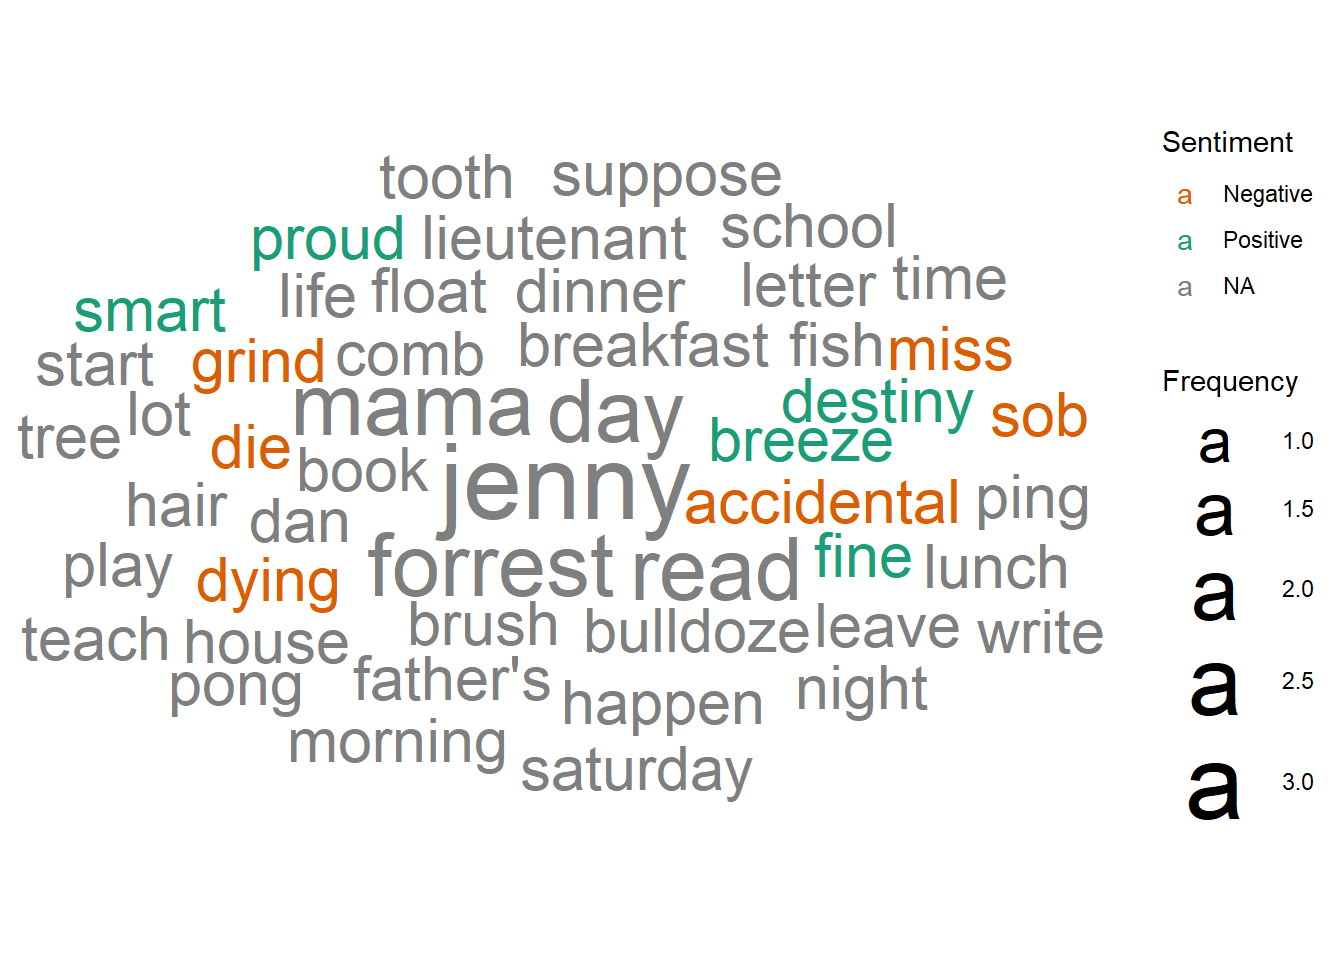 tooth suppose
proud lieutenant school
life float dinner letter time
smart
start grind comb breakfast fish miss
tree lot mama day destiny sob
die book jenny breeze
hair dan accidental ping
play dying forrest read fine lunch
teach house brush bulldoze leave write
pong father's happen night
morning saturday
Sentiment
a Negative
a Positive
a NA
Frequency
a 1.0
a 1.5
a 2.0
a 2.5
a 3.0